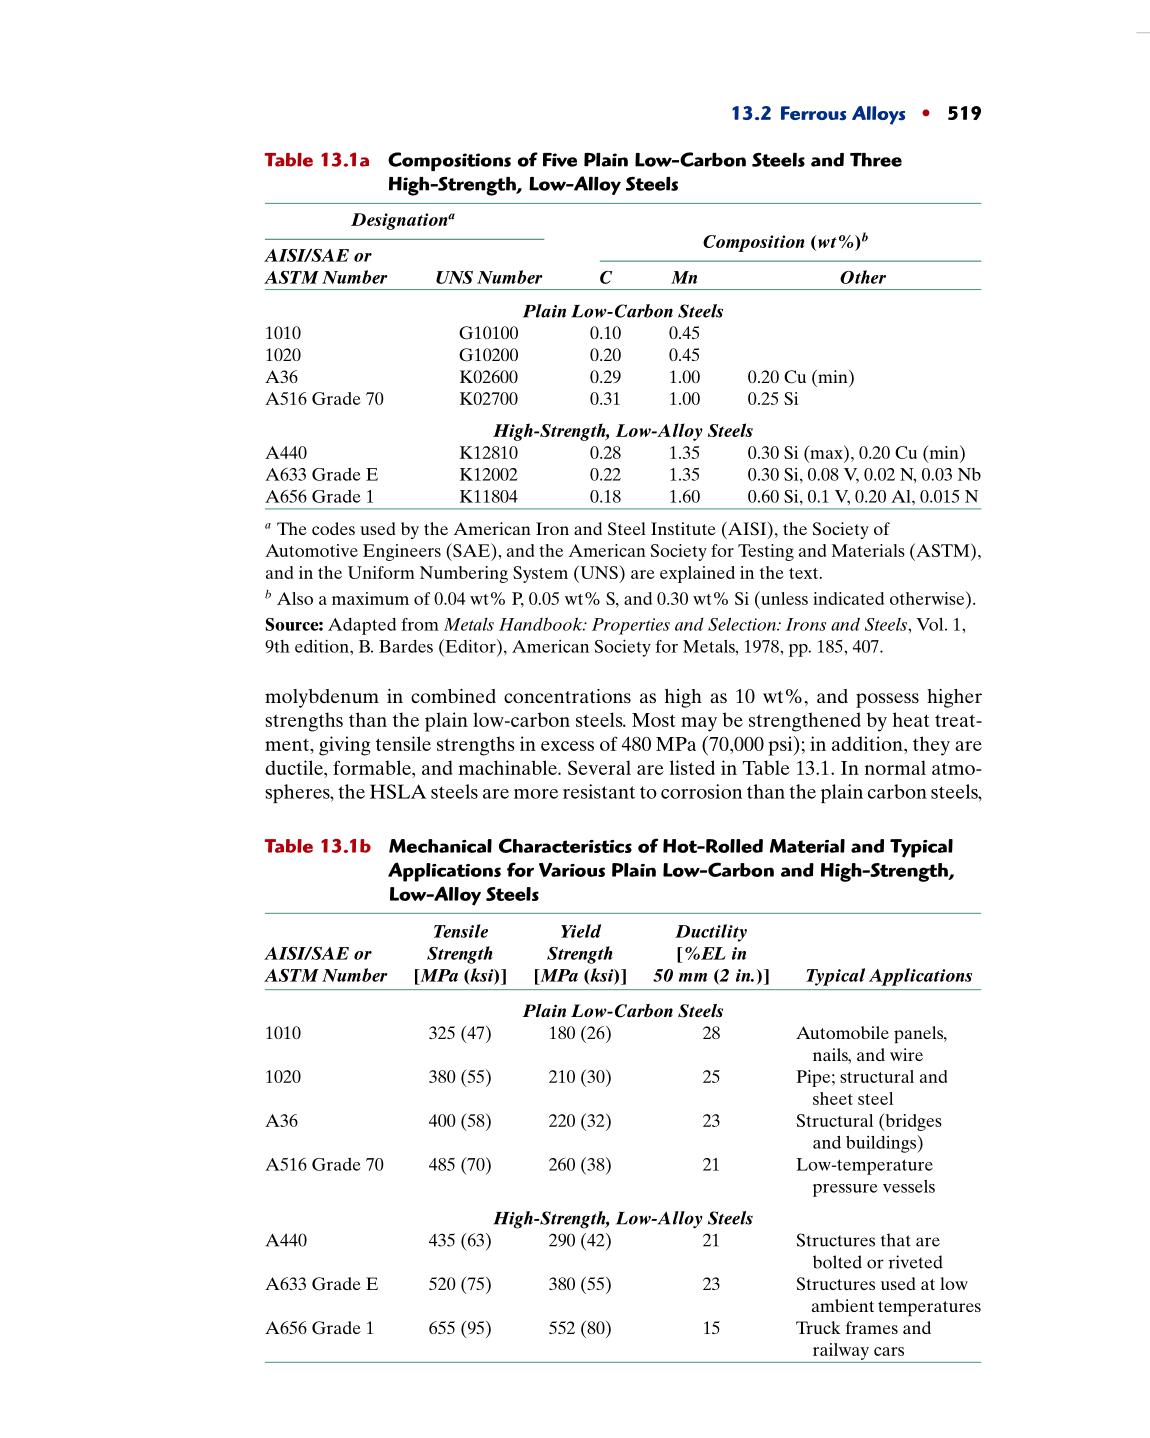 13.2 Ferrous Alloys • 519
Table 13.1a Compositions of Five Plain Low-Carbon Steels and Three
High-Strength, Low-Alloy Steels
Designationᵃ
Composition (wt%)ᵇ
AISI/SAE or
ASTM Number UNS Number C Mn Other
Plain Low-Carbon Steels
1010 G10100 0.10 0.45
1020 G10200 0.20 0.45
A36 K02600 0.29 1.00 0.20 Cu (min)
A516 Grade 70 K02700 0.31 1.00 0.25 Si
High-Strength, Low-Alloy Steels
A440 K12810 0.28 1.35 0.30 Si (max), 0.20 Cu (min)
A633 Grade E K12002 0.22 1.35 0.30 Si, 0.08 V, 0.02 N, 0.03 Nb
A656 Grade 1 K11804 0.18 1.60 0.60 Si, 0.1 V, 0.20 Al, 0.015 N
ᵃ The codes used by the American Iron and Steel Institute (AISI), the Society of
Automotive Engineers (SAE), and the American Society for Testing and Materials (ASTM),
and in the Uniform Numbering System (UNS) are explained in the text.
ᵇ Also a maximum of 0.04 wt% P, 0.05 wt% S, and 0.30 wt% Si (unless indicated otherwise).
Source: Adapted from Metals Handbook: Properties and Selection: Irons and Steels, Vol. 1,
9th edition, B. Bardes (Editor), American Society for Metals, 1978, pp. 185, 407.
molybdenum in combined concentrations as high as 10 wt%, and possess higher
strengths than the plain low-carbon steels. Most may be strengthened by heat treat-
ment, giving tensile strengths in excess of 480 MPa (70,000 psi); in addition, they are
ductile, formable, and machinable. Several are listed in Table 13.1. In normal atmo-
spheres, the HSLA steels are more resistant to corrosion than the plain carbon steels,
Table 13.1b Mechanical Characteristics of Hot-Rolled Material and Typical
Applications for Various Plain Low-Carbon and High-Strength,
Low-Alloy Steels
Tensile Yield Ductility
AISI/SAE or Strength Strength [%EL in
ASTM Number [MPa (ksi)] [MPa (ksi)] 50 mm (2 in.)] Typical Applications
Plain Low-Carbon Steels
1010 325 (47) 180 (26) 28 Automobile panels,
nails, and wire
1020 380 (55) 210 (30) 25 Pipe; structural and
sheet steel
A36 400 (58) 220 (32) 23 Structural (bridges
and buildings)
A516 Grade 70 485 (70) 260 (38) 21 Low-temperature
pressure vessels
High-Strength, Low-Alloy Steels
A440 435 (63) 290 (42) 21 Structures that are
bolted or riveted
A633 Grade E 520 (75) 380 (55) 23 Structures used at low
ambient temperatures
A656 Grade 1 655 (95) 552 (80) 15 Truck frames and
railway cars